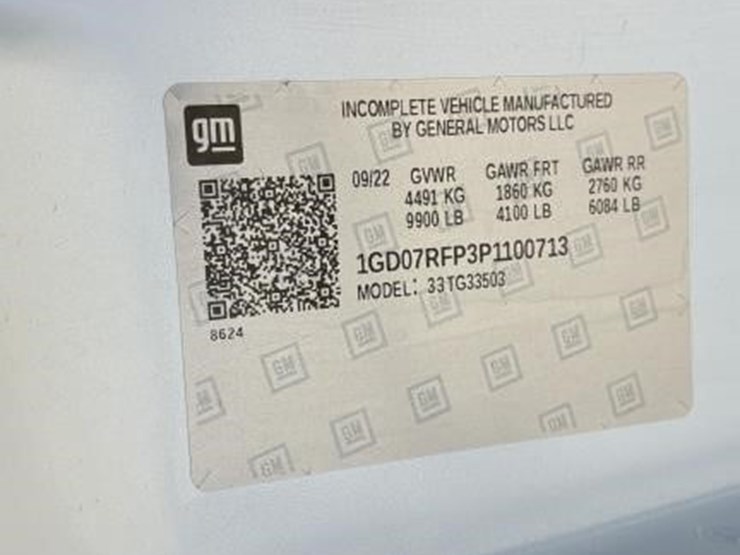 gm
INCOMPLETE VEHICLE MANUFACTURED
BY GENERAL MOTORS LLC
09/22 GVWR GAWR FRT GAWR RR
4491 KG 1860 KG 2760 KG
9900 LB 4100 LB 6084 LB
1GD07RFP3P1100713
MODEL: 33TG33503
8624